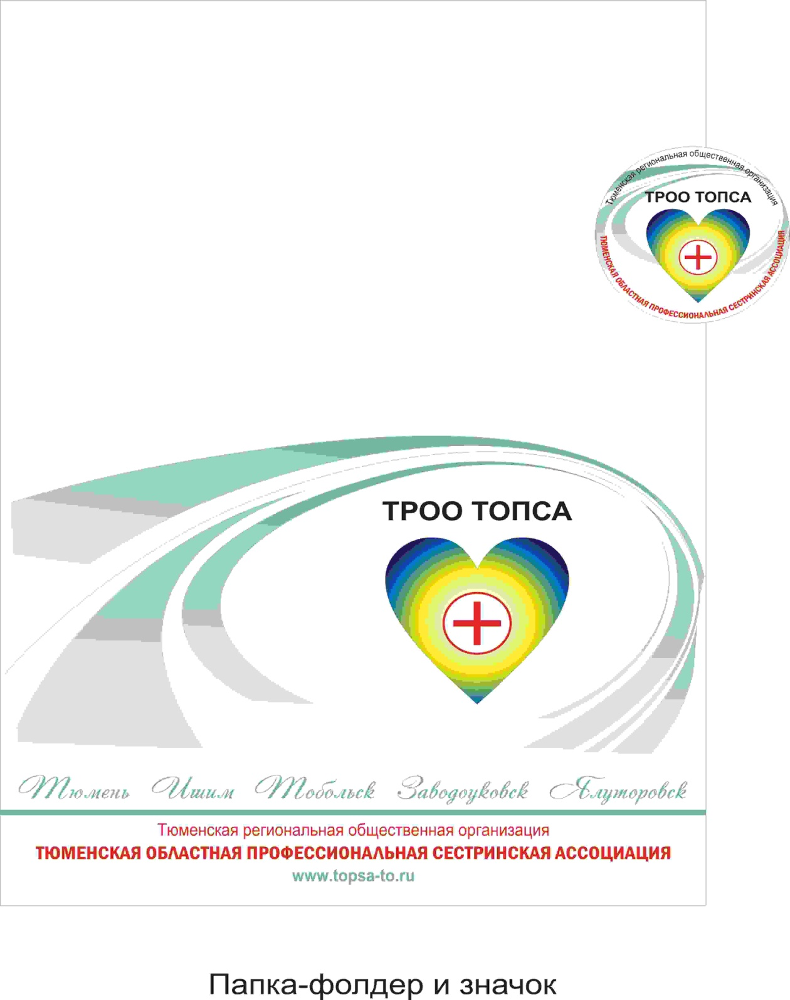 Тюменская региональная общественная организация
ТРОО ТОПСА
ТЮМЕНСКАЯ ОБЛАСТНАЯ ПРОФЕССИОНАЛЬНАЯ СЕСТРИНСКАЯ АССОЦИАЦИЯ
ТРОО ТОПСА
Тюмень Ишим Тобольск Заводоуковск Ялуторовск
Тюменская региональная общественная организация
ТЮМЕНСКАЯ ОБЛАСТНАЯ ПРОФЕССИОНАЛЬНАЯ СЕСТРИНСКАЯ АССОЦИАЦИЯ
www.topsa-to.ru
Папка-фолдер и значок